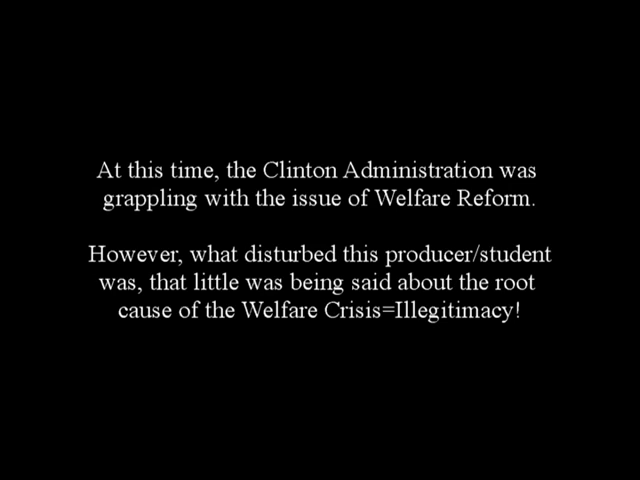 At this time, the Clinton Administration was
grappling with the issue of Welfare Reform.
However, what disturbed this producer/student
was, that little was being said about the root
cause of the Welfare Crisis=Illegitimacy!